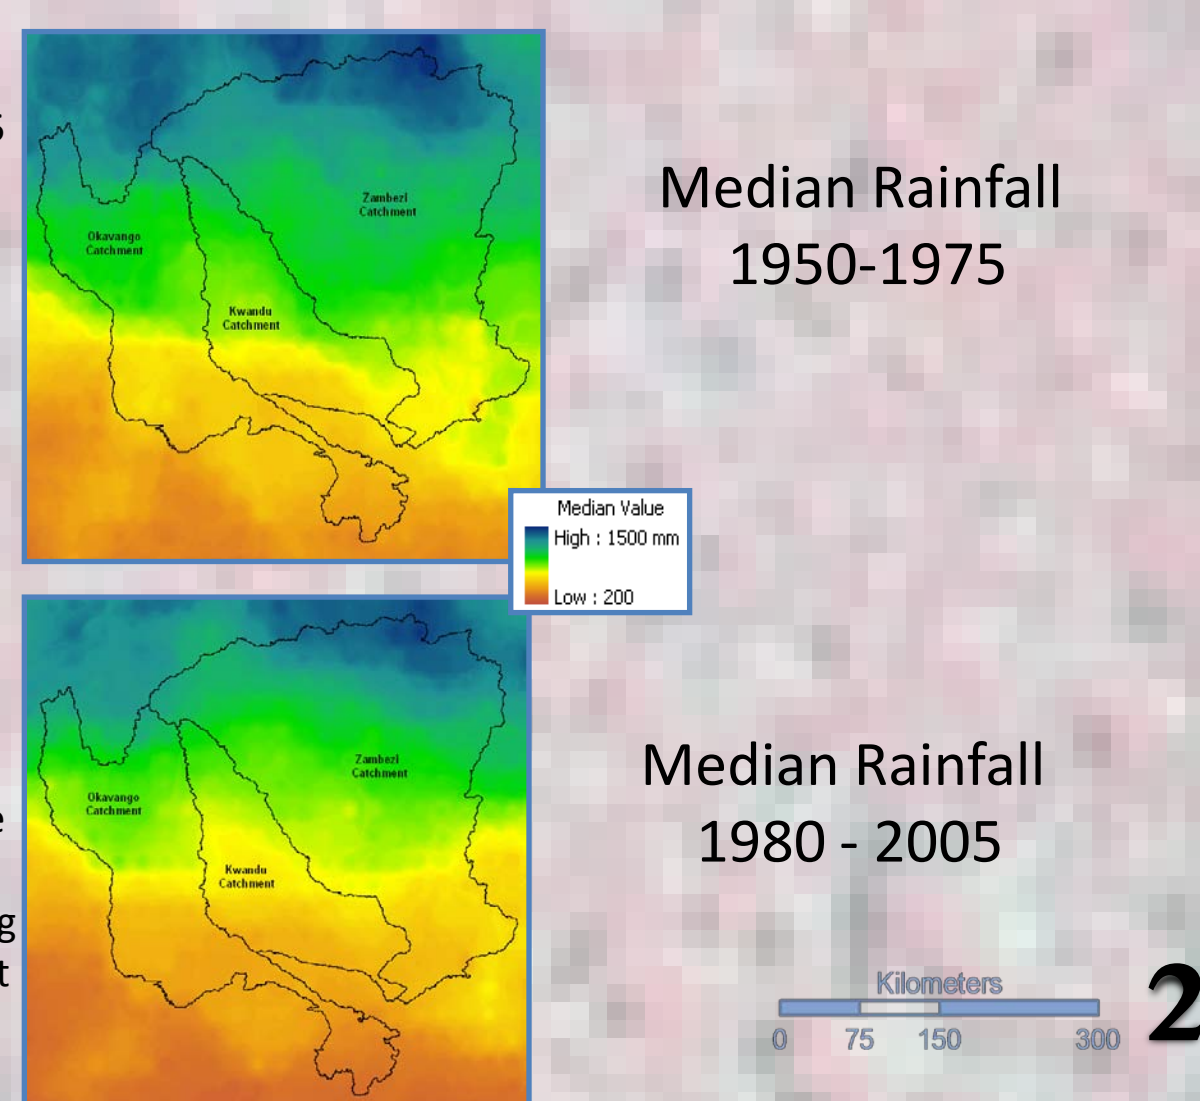 s
Zambezi
Catchment
Okavango
Catchment
Kwandu
Catchment
Median Rainfall
1950-1975
Median Value
High : 1500 mm
Low : 200
Zambezi
Catchment
Okavango
Catchment
Kwandu
Catchment
Median Rainfall
1980 - 2005
e
g
t
Kilometers
0 75 150 300
2